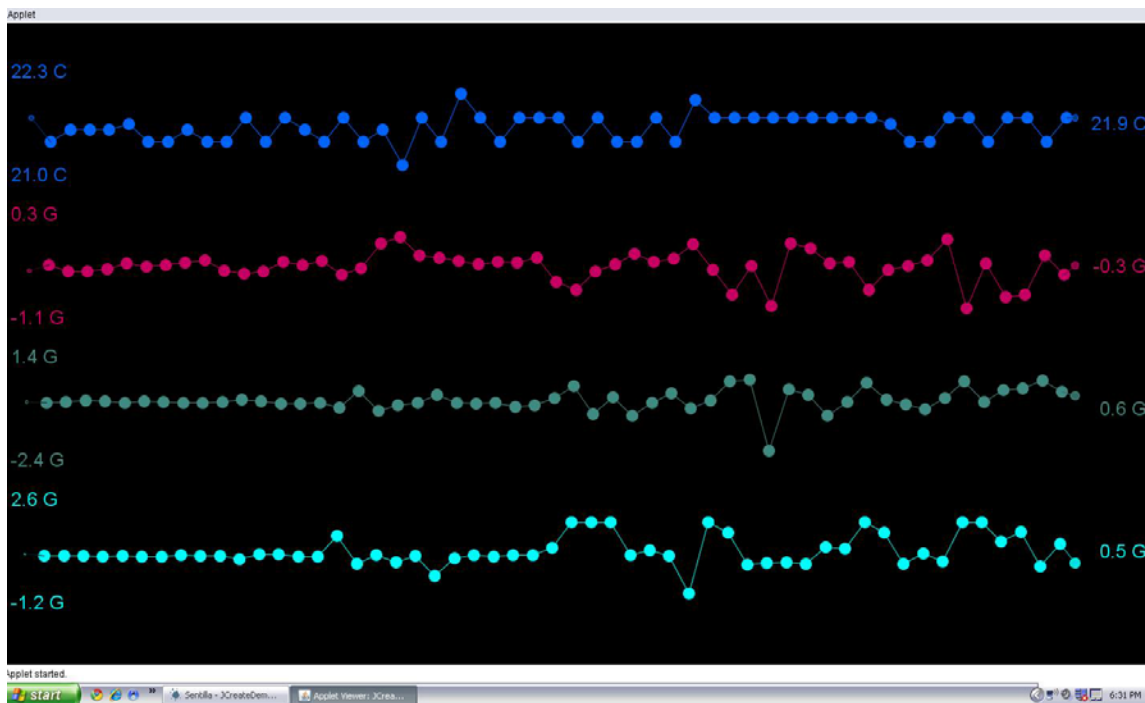 Applet
22.3 C
21.9 C
21.0 C
0.3 G
-0.3 G
-1.1 G
1.4 G
0.6 G
-2.4 G
2.6 G
0.5 G
-1.2 G
Applet started.
start
Sentilla - JCreateDem...
Applet Viewer: JCrea...
6:31 PM